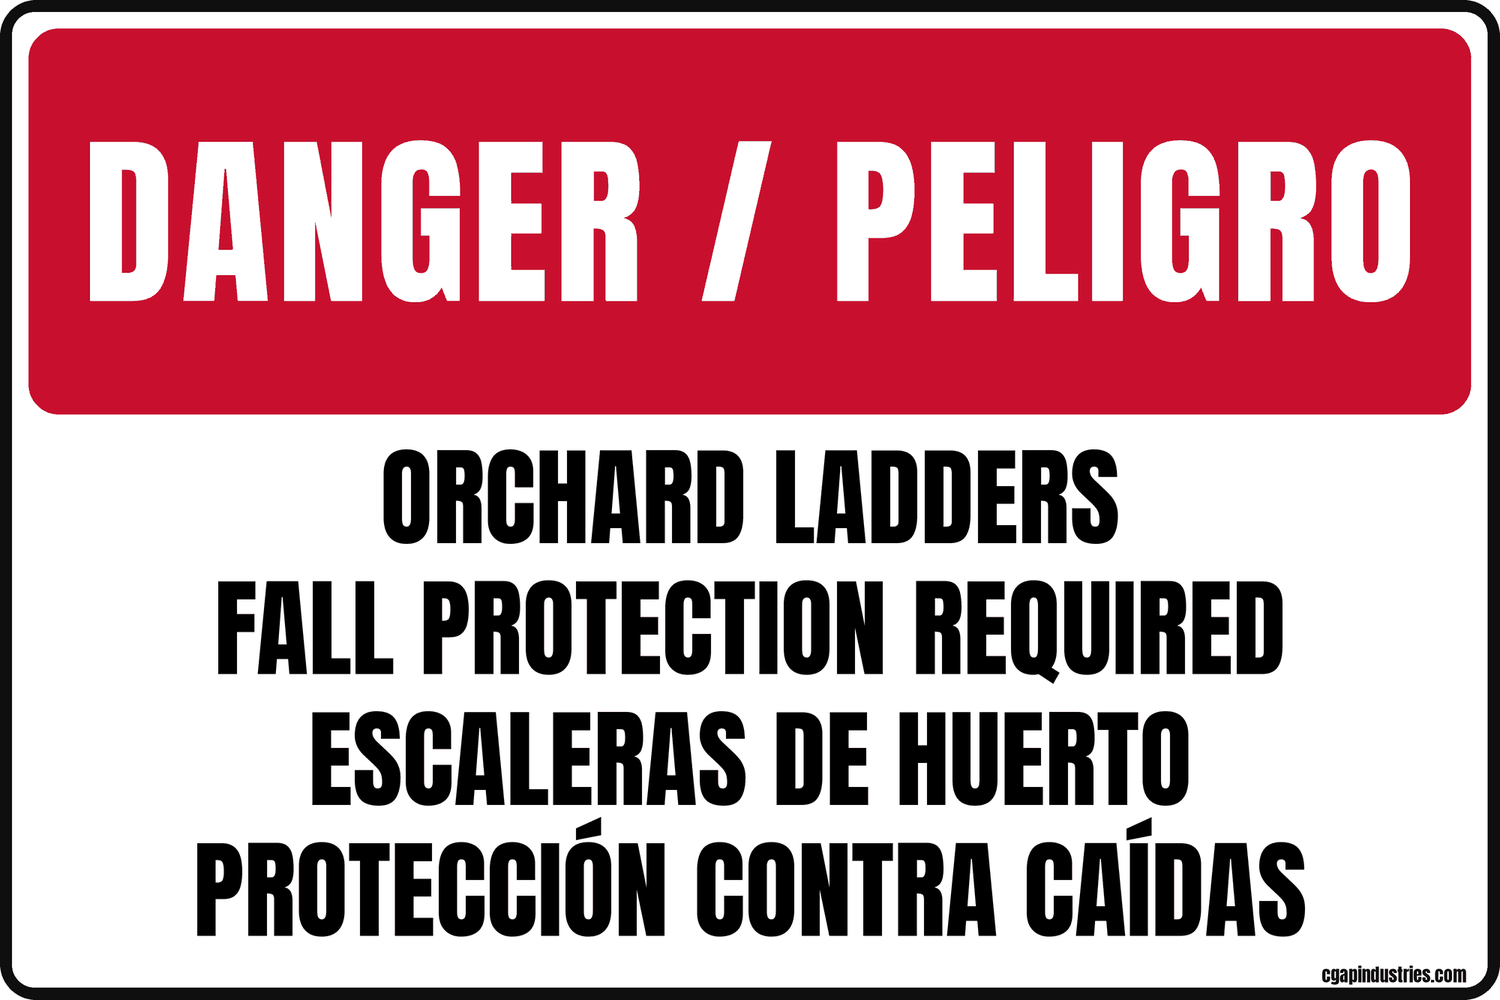 DANGER / PELIGRO
ORCHARD LADDERS
FALL PROTECTION REQUIRED
ESCALERAS DE HUERTO
PROTECCIÓN CONTRA CAÍDAS
cgapindustries.com